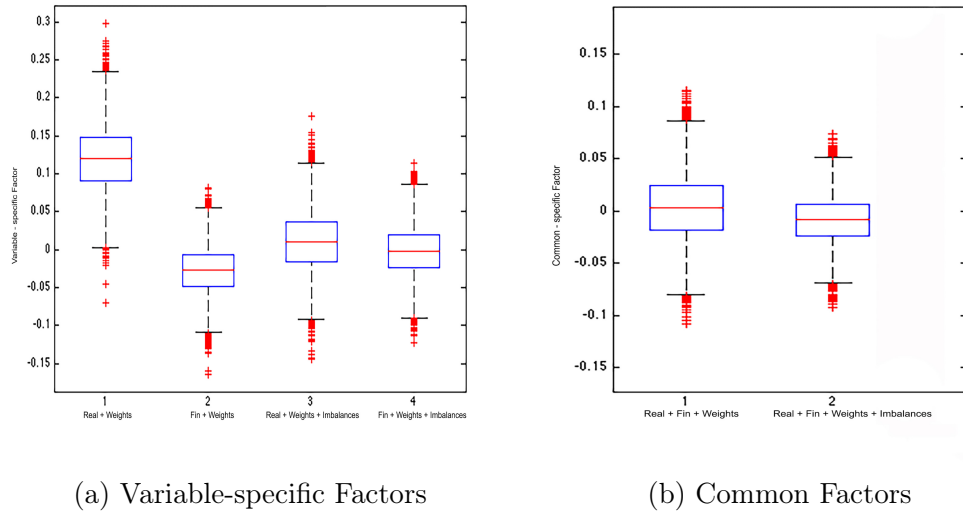 0.3
0.25
0.2
0.15
0.1
0.05
0
-0.05
-0.1
-0.15
Variable - specific Factor
1
2
3
4
Real + Weights
Fin + Weights
Real + Weights + Imbalances
Fin + Weights + Imbalances
(a) Variable-specific Factors
0.15
0.1
0.05
0
-0.05
-0.1
-0.15
Common - specific Factor
1
2
Real + Fin + Weights
Real + Fin + Weights + Imbalances
(b) Common Factors